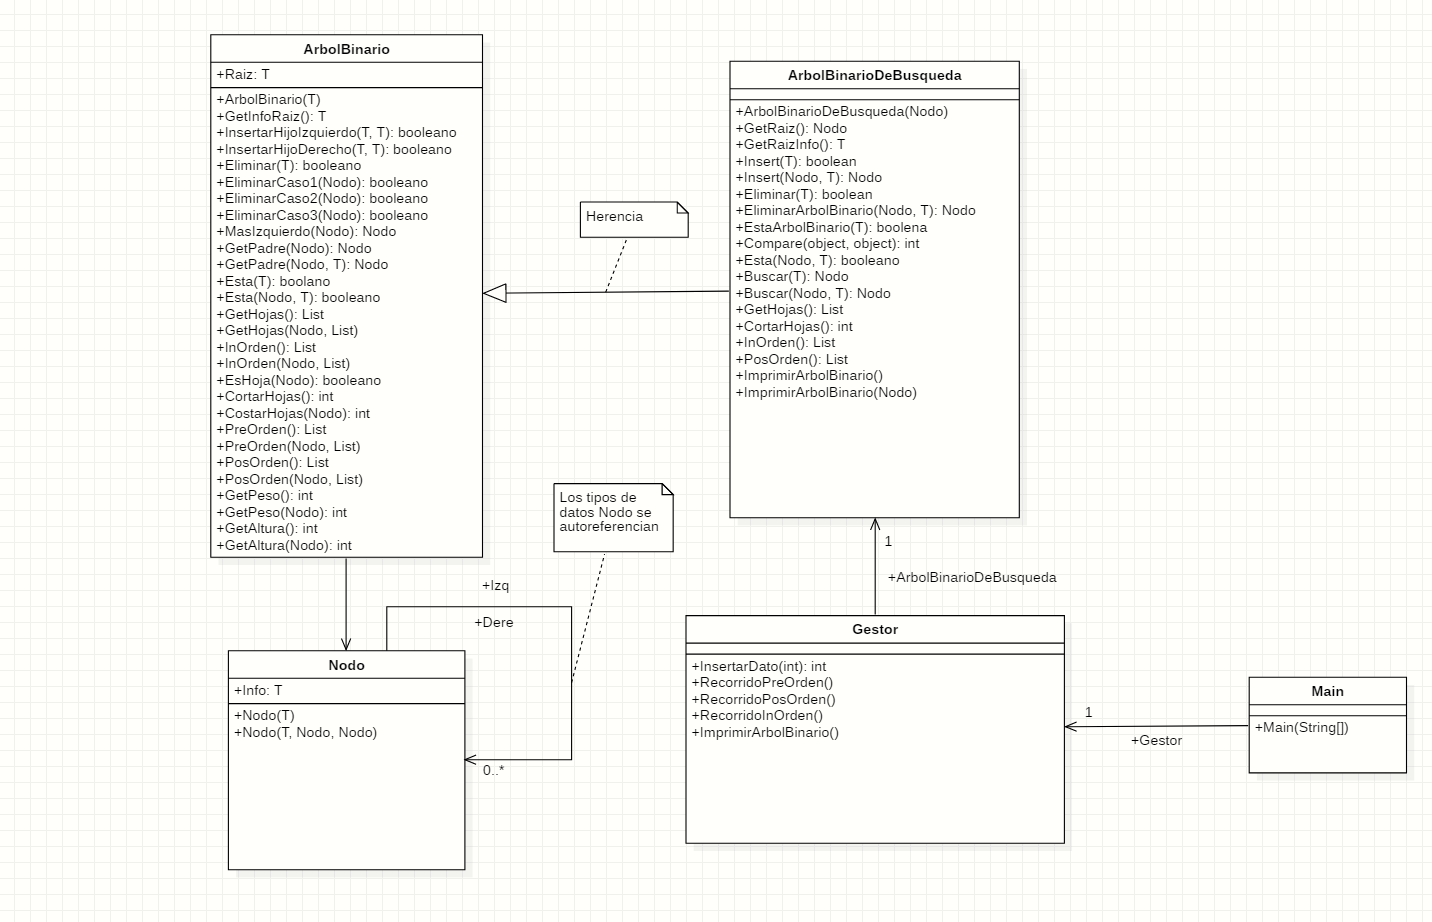 ArbolBinario
+Raiz: T
+ArbolBinario(T)
+GetInfoRaiz(): T
+InsertarHijoIzquierdo(T, T): booleano
+InsertarHijoDerecho(T, T): booleano
+Eliminar(T): booleano
+EliminarCaso1(Nodo): booleano
+EliminarCaso2(Nodo): booleano
+EliminarCaso3(Nodo): booleano
+MasIzquierdo(Nodo): Nodo
+GetPadre(Nodo): Nodo
+GetPadre(Nodo, T): Nodo
+Esta(T): boolano
+Esta(Nodo, T): booleano
+GetHojas(): List
+GetHojas(Nodo, List)
+InOrden(): List
+InOrden(Nodo, List)
+EsHoja(Nodo): booleano
+CortarHojas(): int
+CostarHojas(Nodo): int
+PreOrden(): List
+PreOrden(Nodo, List)
+PosOrden(): List
+PosOrden(Nodo, List)
+GetPeso(): int
+GetPeso(Nodo): int
+GetAltura(): int
+GetAltura(Nodo): int
Herencia
ArbolBinarioDeBusqueda
+ArbolBinarioDeBusqueda(Nodo)
+GetRaiz(): Nodo
+GetRaizInfo(): T
+Insert(T): boolean
+Insert(Nodo, T): Nodo
+Eliminar(T): boolean
+EliminarArbolBinario(Nodo, T): Nodo
+EstaArbolBinario(T): boolena
+Compare(object, object): int
+Esta(Nodo, T): booleano
+Buscar(T): Nodo
+Buscar(Nodo, T): Nodo
+GetHojas(): List
+CortarHojas(): int
+InOrden(): List
+PosOrden(): List
+ImprimirArbolBinario()
+ImprimirArbolBinario(Nodo)
Los tipos de
datos Nodo se
autoreferencian
1
+ArbolBinarioDeBusqueda
+Izq
+Dere
Nodo
+Info: T
+Nodo(T)
+Nodo(T, Nodo, Nodo)
0..*
Gestor
+InsertarDato(int): int
+RecorridoPreOrden()
+RecorridoPosOrden()
+RecorridoInOrden()
+ImprimirArbolBinario()
1
+Gestor
Main
+Main(String[])